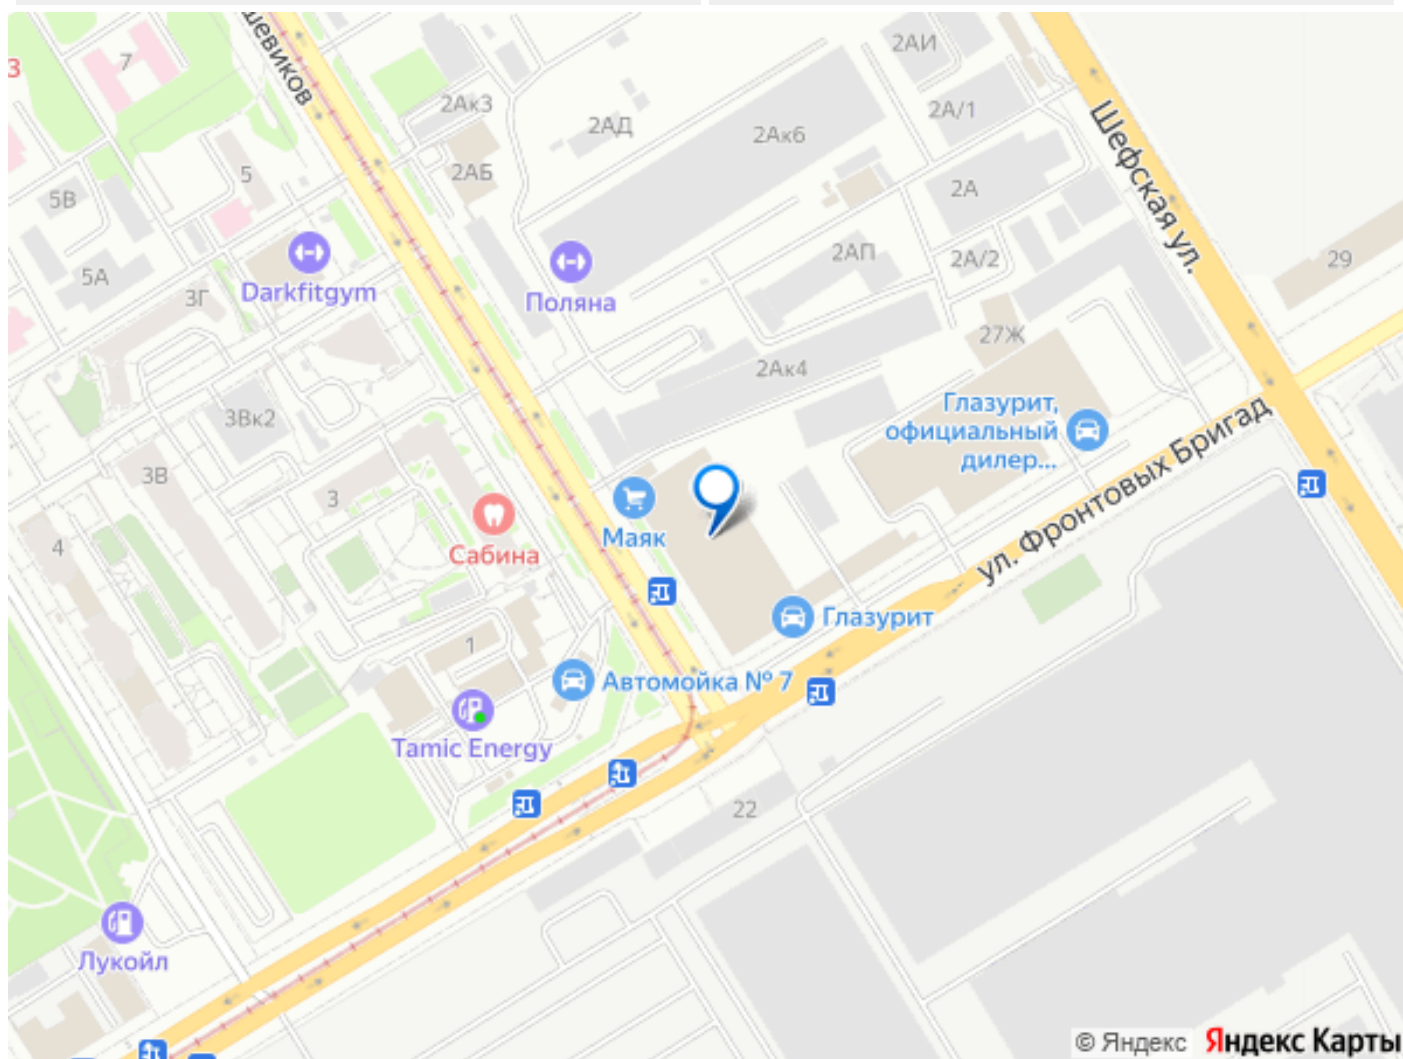 шевиков
3
7
2Ак3
2АБ
2АД
2Ак6
2АИ
2А/1
Шефская ул.
5
5В
5А
3Г
Darkfitgym
Поляна
2А
2АП
2А/2
29
27Ж
2Ак4
3Вк2
3В
3
4
Сабина
Маяк
Глазурит,
официальный
дилер...
ул. Фронтовых Бригад
Глазурит
1
Автомойка № 7
Tamic Energy
22
Лукойл
© Яндекс Яндекс Карты